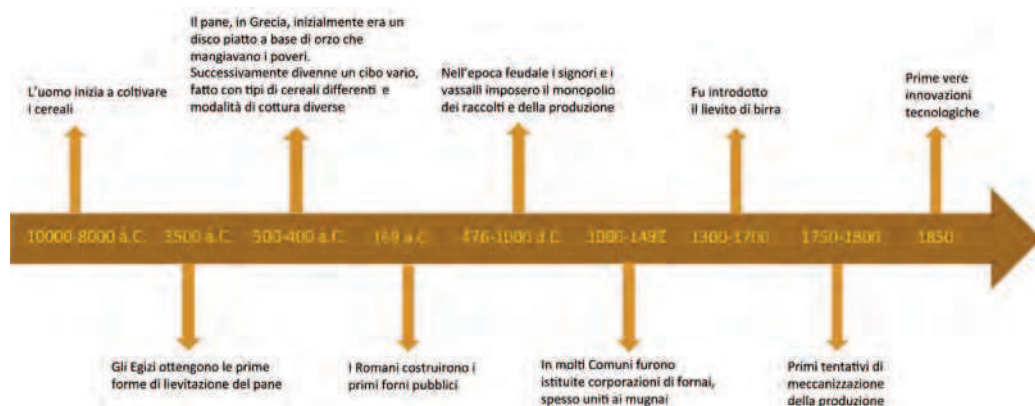 Il pane, in Grecia, inizialmente era un
disco piatto a base di orzo che
mangiavano i poveri.
Successivamente divenne un cibo vario,
fatto con tipi di cereali differenti e
modalità di cottura diverse
L'uomo inizia a coltivare
i cereali
Nell'epoca feudale i signori e i
vassalli imposero il monopolio
dei raccolti e della produzione
Fu introdotto
il lievito di birra
Prime vere
innovazioni
tecnologiche
10000-8000 a.C.
3500 a.C.
500-400 a.C.
168 a.C.
476-1000 d.C.
1000-1492
1300-1700
1750-1800
1850
Gli Egizi ottengono le prime
forme di lievitazione del pane
I Romani costruirono i
primi forni pubblici
In molti Comuni furono
istituite corporazioni di fornai,
spesso uniti ai mugnai
Primi tentativi di
meccanizzazione
della produzione